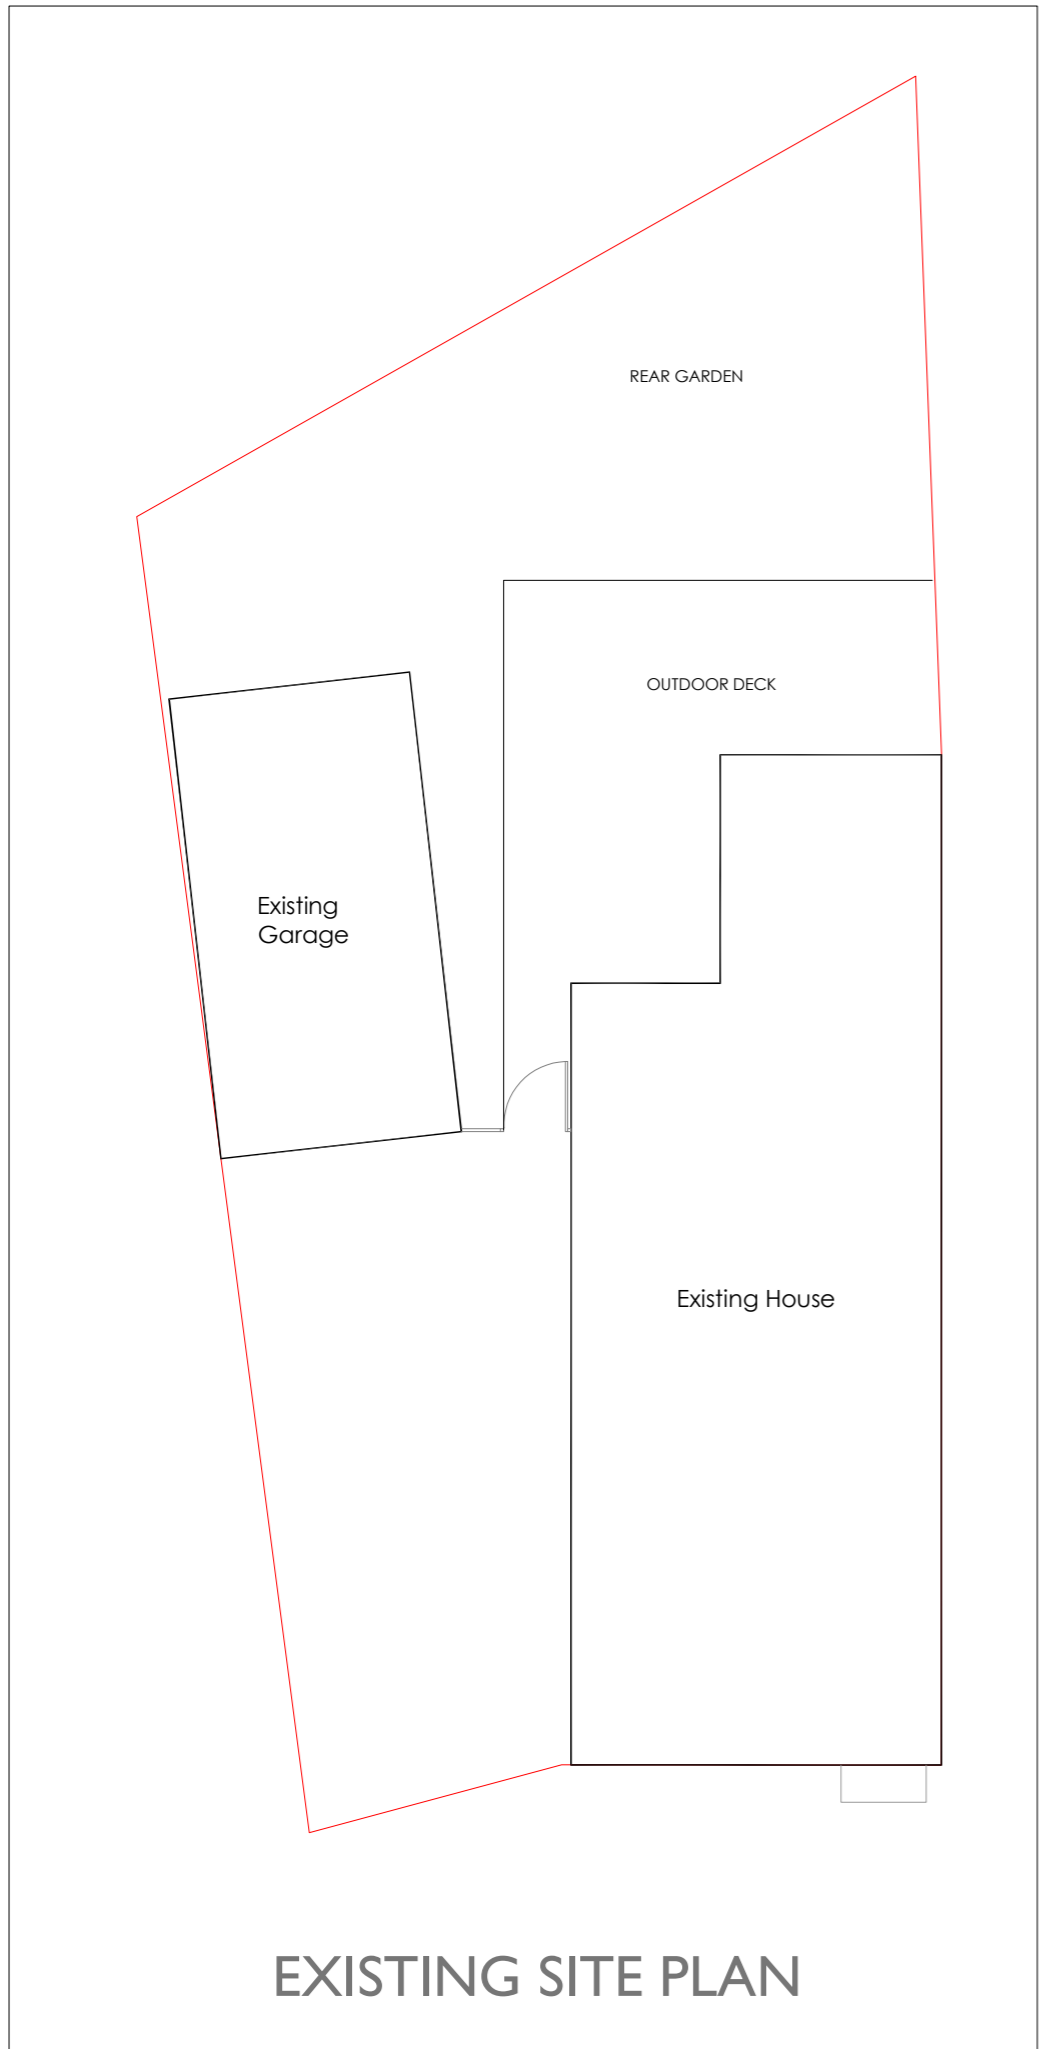 REAR GARDEN
OUTDOOR DECK
Existing
Garage
Existing House
EXISTING SITE PLAN